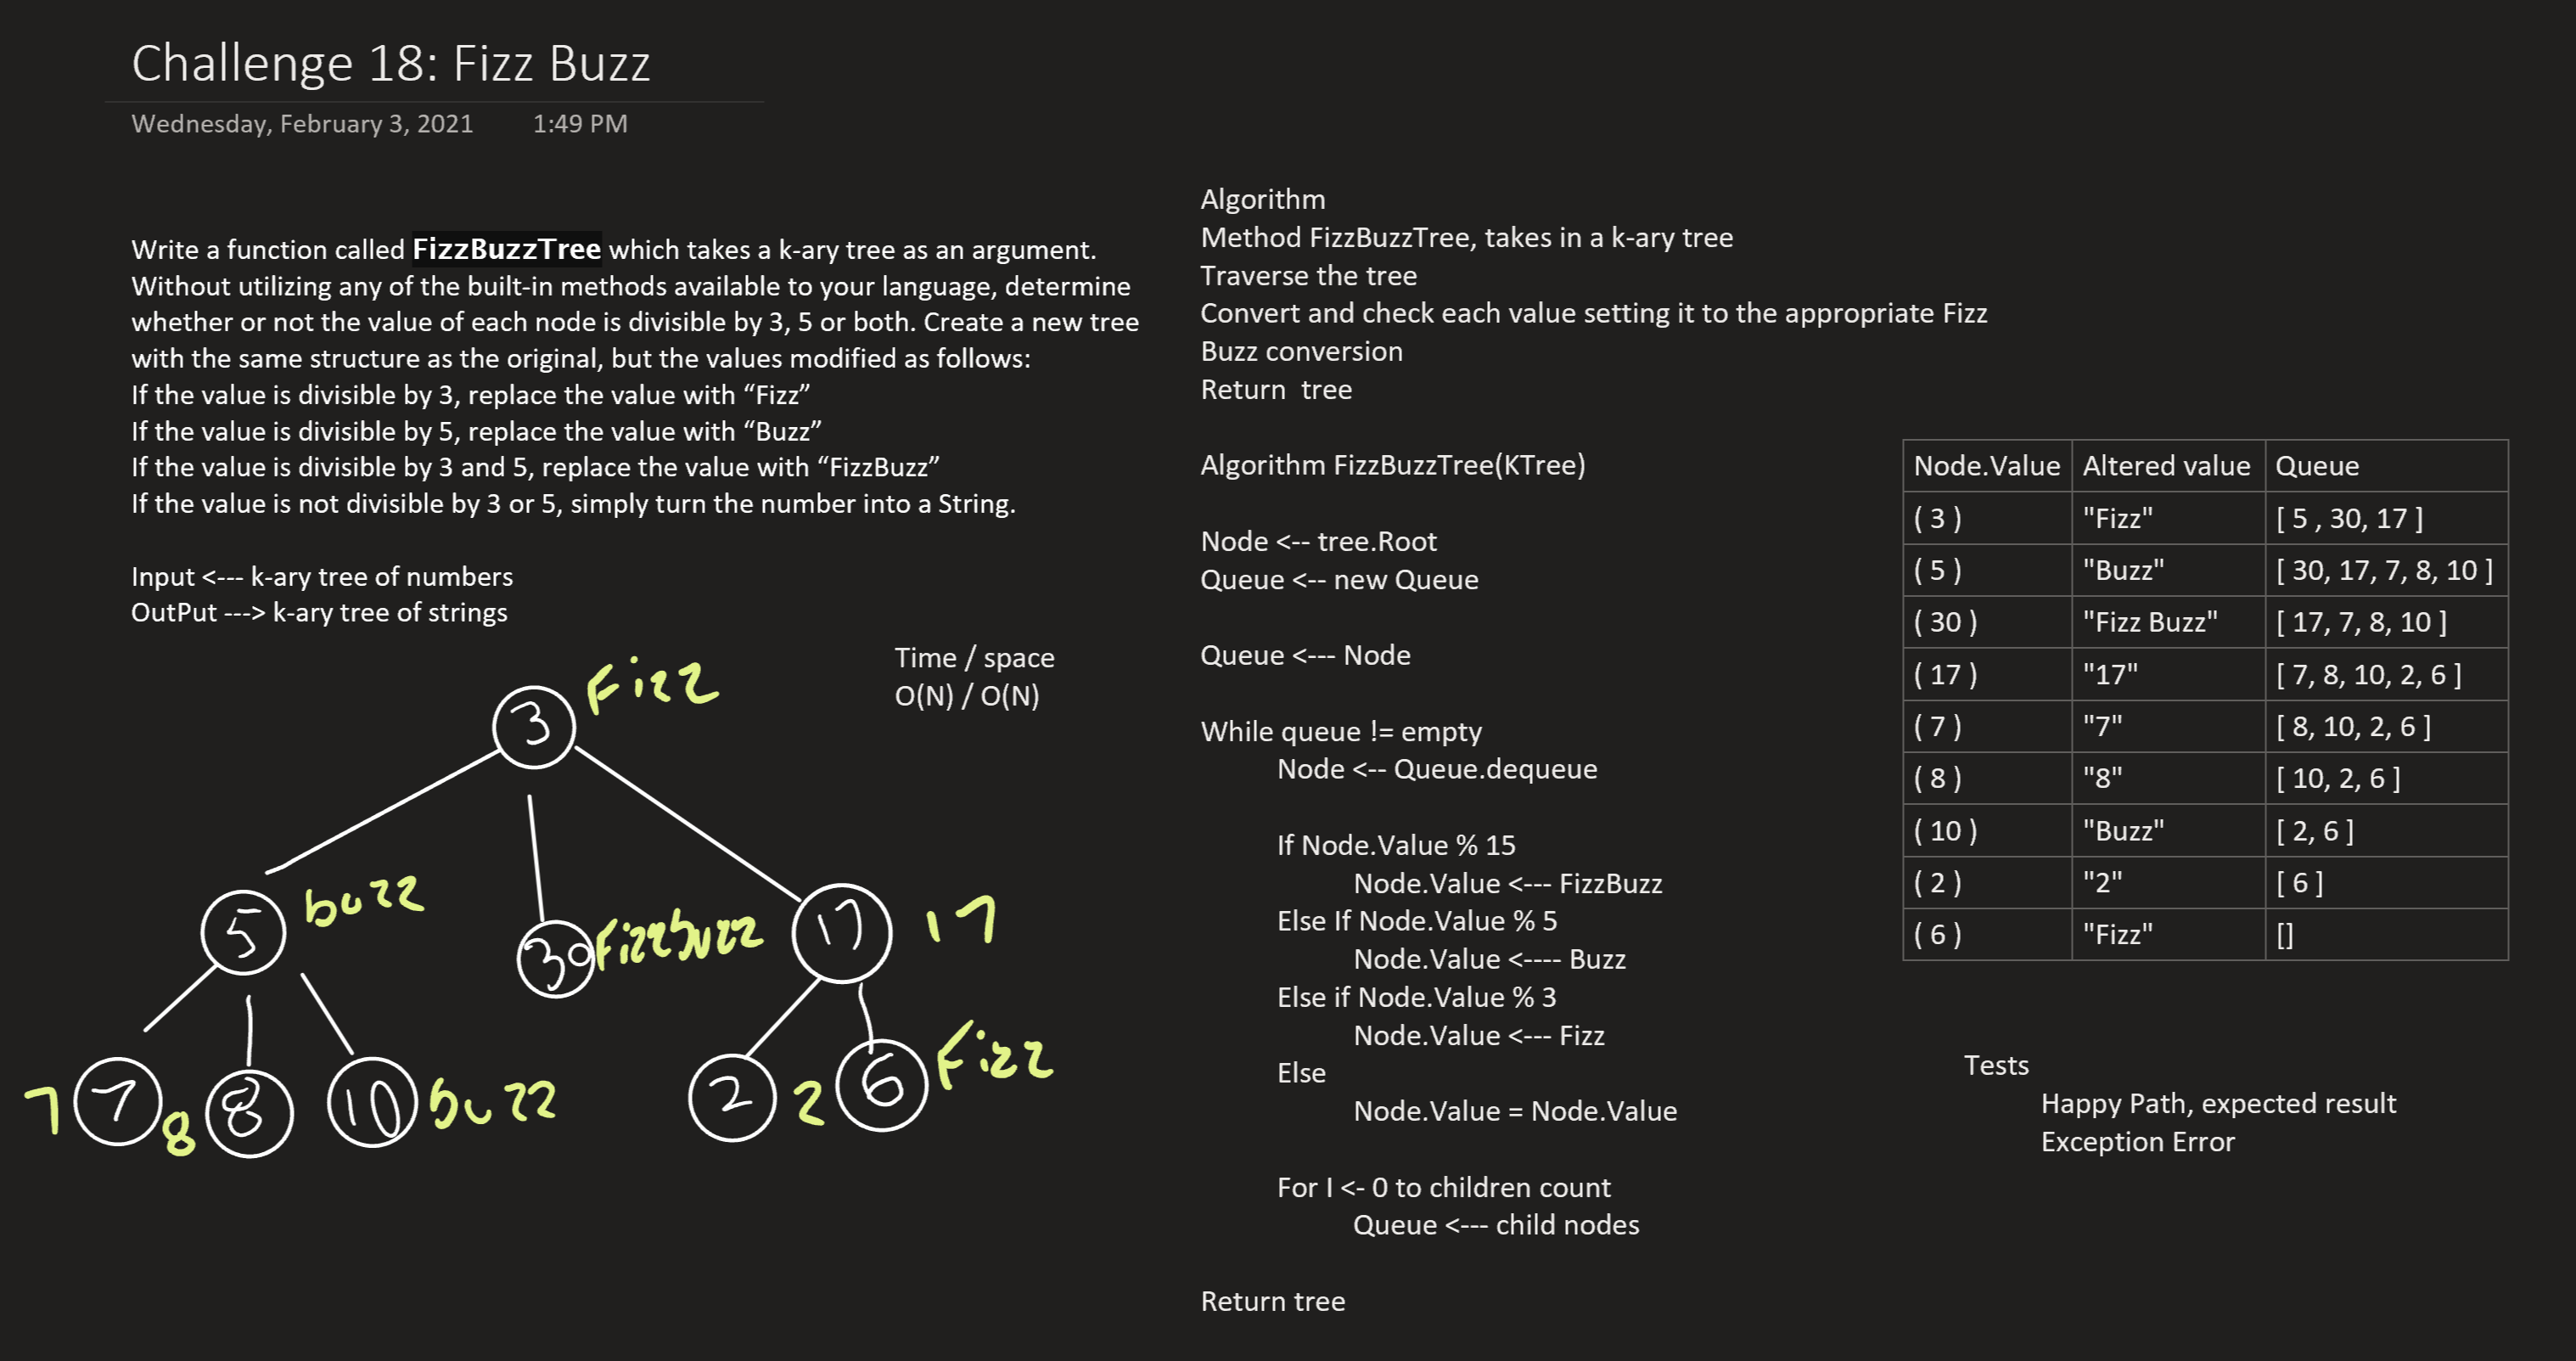 Challenge 18: Fizz Buzz
Wednesday, February 3, 2021 1:49 PM
Write a function called FizzBuzzTree which takes a k-ary tree as an argument.
Without utilizing any of the built-in methods available to your language, determine
whether or not the value of each node is divisible by 3, 5 or both. Create a new tree
with the same structure as the original, but the values modified as follows:
If the value is divisible by 3, replace the value with “Fizz”
If the value is divisible by 5, replace the value with “Buzz”
If the value is divisible by 3 and 5, replace the value with “FizzBuzz”
If the value is not divisible by 3 or 5, simply turn the number into a String.
Input <--- k-ary tree of numbers
OutPut ---> k-ary tree of strings
Time / space
O(N) / O(N)
3 Fizz
5 buzz 30 Fizzbuzz 17 17
7 7 8 8 10 buzz 2 2 6 Fizz
Algorithm
Method FizzBuzzTree, takes in a k-ary tree
Traverse the tree
Convert and check each value setting it to the appropriate Fizz
Buzz conversion
Return  tree
Algorithm FizzBuzzTree(KTree)
Node <-- tree.Root
Queue <-- new Queue
Queue <--- Node
While queue != empty
Node <-- Queue.dequeue
If Node.Value % 15
Node.Value <--- FizzBuzz
Else If Node.Value % 5
Node.Value <---- Buzz
Else if Node.Value % 3
Node.Value <--- Fizz
Else
Node.Value = Node.Value
For I <- 0 to children count
Queue <--- child nodes
Return tree
Node.Value Altered value Queue
( 3 ) "Fizz" [ 5 , 30, 17 ]
( 5 ) "Buzz" [ 30, 17, 7, 8, 10 ]
( 30 ) "Fizz Buzz" [ 17, 7, 8, 10 ]
( 17 ) "17" [ 7, 8, 10, 2, 6 ]
( 7 ) "7" [ 8, 10, 2, 6 ]
( 8 ) "8" [ 10, 2, 6 ]
( 10 ) "Buzz" [ 2, 6 ]
( 2 ) "2" [ 6 ]
( 6 ) "Fizz" []
Tests
Happy Path, expected result
Exception Error